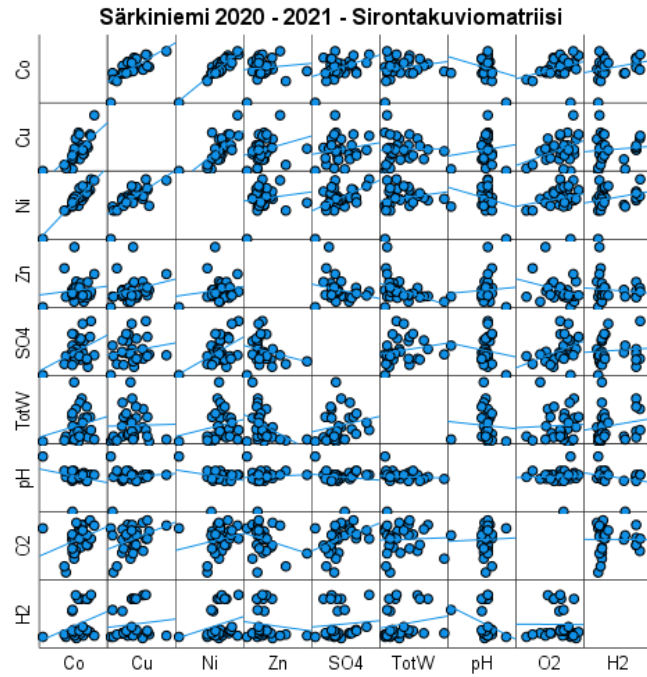 Särkiniemi 2020 - 2021 - Sirontakuviomatriisi
Co
Cu
Ni
Zn
SO4
TotW
pH
O2
H2
Co Cu Ni Zn SO4 TotW pH O2 H2